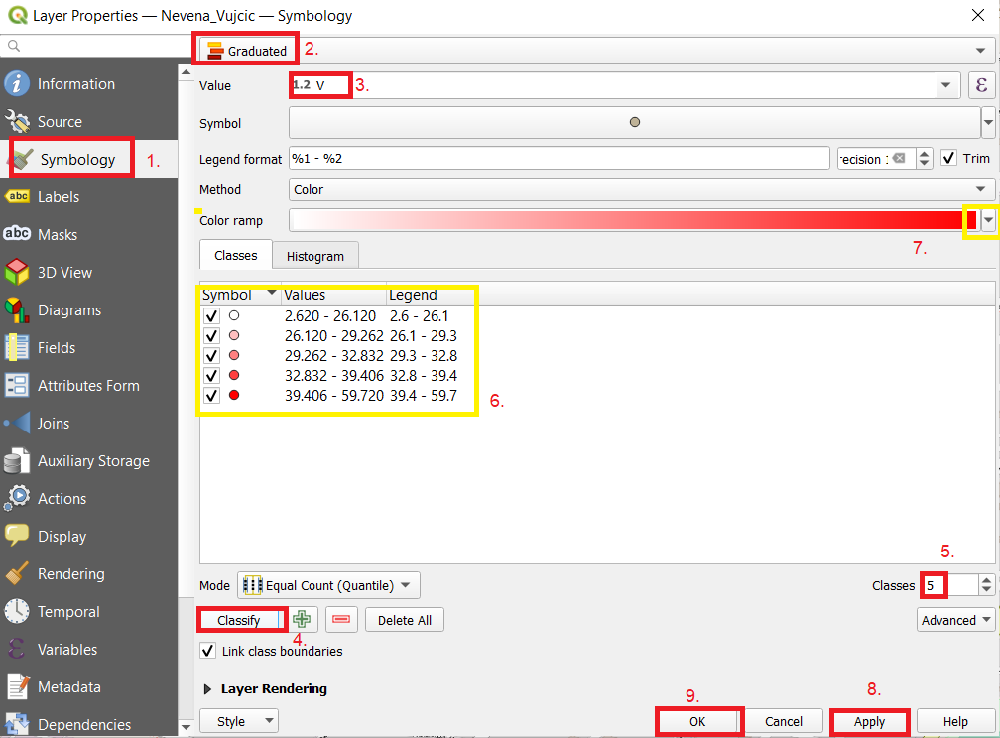 Layer Properties — Nevena_Vujcic — Symbology
Graduated 2.
Information
Source
Symbology 1.
abc Labels
abc Masks
3D View
Diagrams
Fields
Attributes Form
Joins
Auxiliary Storage
Actions
Display
Rendering
Temporal
Variables
Metadata
Dependencies
Value 1.2 V 3. ε
Symbol
Legend format %1 - %2 recision : Trim
Method Color
Color ramp
7.
Classes Histogram
Symbol Values Legend
2.620 - 26.120 2.6 - 26.1
26.120 - 29.262 26.1 - 29.3
29.262 - 32.832 29.3 - 32.8
32.832 - 39.406 32.8 - 39.4
39.406 - 59.720 39.4 - 59.7
6.
5.
Mode Equal Count (Quantile) Classes 5
Classify Delete All Advanced
4.
Link class boundaries
Layer Rendering
9. 8.
Style OK Cancel Apply Help